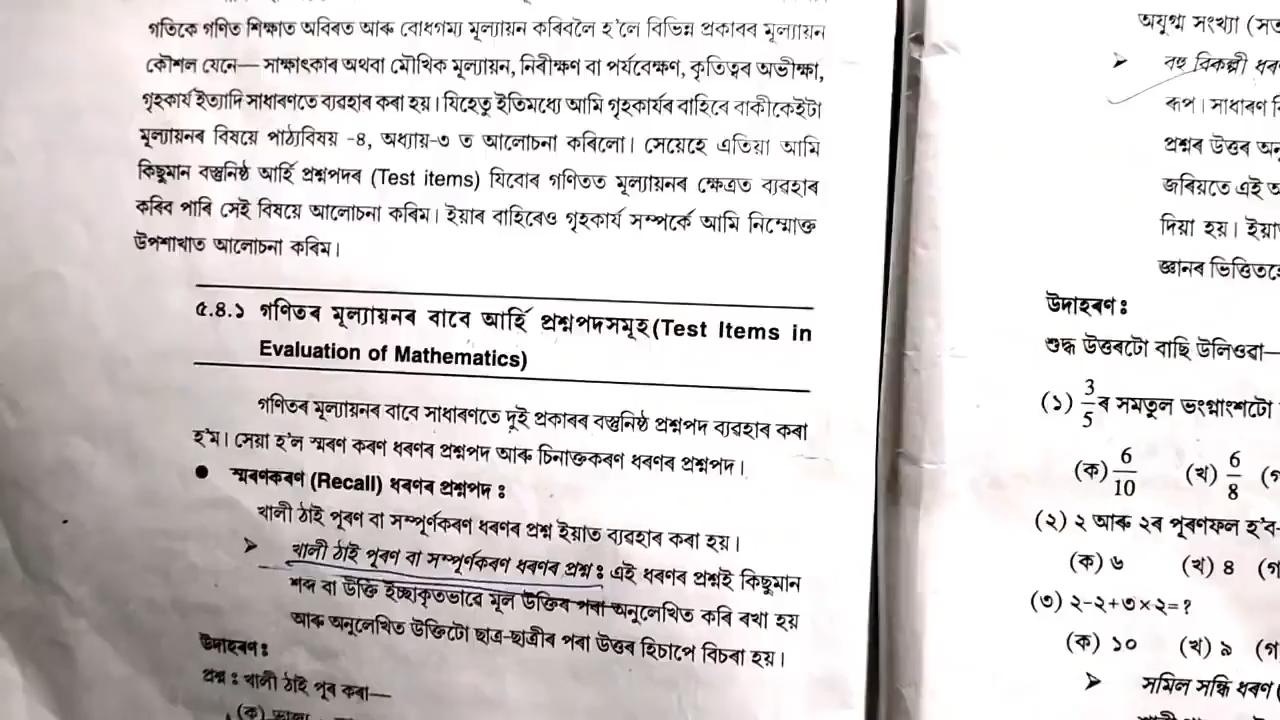 গতিকে গণিত শিক্ষাত অবিৰত আৰু বোধগম্য মূল্যায়ন কৰিবলৈ হ'লে বিভিন্ন প্ৰকাৰৰ মূল্যায়ন
কৌশল যেনে— সাক্ষাৎকাৰ অথবা মৌখিক মূল্যায়ন, নিৰীক্ষণ বা পৰ্যবেক্ষণ, কৃতিত্বৰ অভীক্ষা,
গৃহকাৰ্য ইত্যাদি সাধাৰণতে ব্যৱহাৰ কৰা হয়। যিহেতু ইতিমধ্যে আমি গৃহকাৰ্যৰ বাহিৰে বাকীকেইটা
মূল্যায়নৰ বিষয়ে পাঠ্যবিষয় -৪, অধ্যায়-৩ ত আলোচনা কৰিলো। সেয়েহে এতিয়া আমি
কিছুমান বস্তুনিষ্ঠ আৰ্হি প্ৰশ্নপদৰ (Test items) যিবোৰ গণিতত মূল্যায়নৰ ক্ষেত্ৰত ব্যৱহাৰ
কৰিব পাৰি সেই বিষয়ে আলোচনা কৰিম। ইয়াৰ বাহিৰেও গৃহকাৰ্য সম্পৰ্কে আমি নিম্নোক্ত
উপশাখাত আলোচনা কৰিম।
৫.৪.১ গণিতৰ মূল্যায়নৰ বাবে আৰ্হি প্ৰশ্নপদসমূহ(Test Items in
Evaluation of Mathematics)
গণিতৰ মূল্যায়নৰ বাবে সাধাৰণতে দুই প্ৰকাৰৰ বস্তুনিষ্ঠ প্ৰশ্নপদ ব্যৱহাৰ কৰা
হ'ম। সেয়া হ'ল স্মৰণ কৰণ ধৰণৰ প্ৰশ্নপদ আৰু চিনাক্তকৰণ ধৰণৰ প্ৰশ্নপদ।
● স্মৰণকৰণ (Recall) ধৰণৰ প্ৰশ্নপদ :
খালী ঠাই পূৰণ বা সম্পূৰ্ণকৰণ ধৰণৰ প্ৰশ্ন ইয়াত ব্যৱহাৰ কৰা হয়।
➤ খালী ঠাই পূৰণ বা সম্পূৰ্ণকৰণ ধৰণৰ প্ৰশ্ন : এই ধৰণৰ প্ৰশ্নই কিছুমান
শব্দ বা উক্তি ইচ্ছাকৃতভাবে মূল উক্তিৰ পৰা অনুলেখিত কৰি ৰখা হয়
আৰু অনুলেখিত উক্তিটো ছাত্ৰ-ছাত্ৰীৰ পৰা উত্তৰ হিচাপে বিচৰা হয়।
উদাহৰণ :
প্ৰশ্ন : খালী ঠাই পূৰ কৰা—
(ক)
অযুগ্ম সংখ্যা
➤ বহু বিকল্পী
ৰূপ। সাধাৰণ
প্ৰশ্নৰ উত্তৰ
জৰিয়তে এই
দিয়া হয়।
জ্ঞানৰ
উদাহৰণ :
শুদ্ধ উত্তৰটো বাছি উলিওৱা—
(১) 3/5 ৰ সমতুল ভংগ্নাংশটো
(ক) 6/10 (খ) 6/8
(২) ২ আৰু ২ৰ পূৰণফল হ'ব-
(ক) ৬ (খ) ৪
(৩) ২-২+৩×২=?
(ক) ১০ (খ) ৯ (গ
➤ সমিল সন্ধি ধৰণ